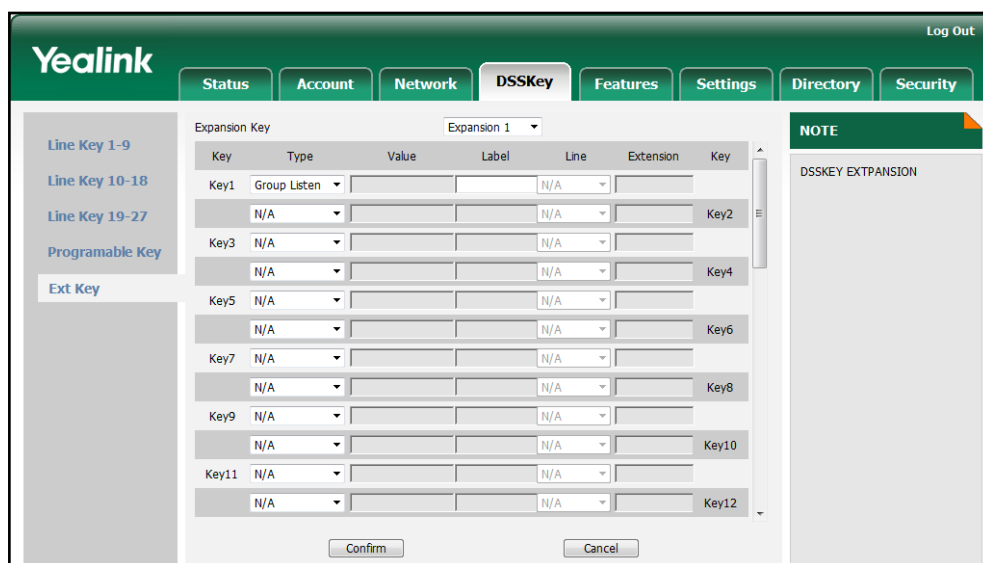 Log Out
Yealink
Status Account Network DSSKey Features Settings Directory Security
Line Key 1-9
Line Key 10-18
Line Key 19-27
Programable Key
Ext Key
Expansion Key Expansion 1
Key Type Value Label Line Extension Key
Key1 Group Listen N/A
N/A N/A Key2
Key3 N/A N/A
N/A N/A Key4
Key5 N/A N/A
N/A N/A Key6
Key7 N/A N/A
N/A N/A Key8
Key9 N/A N/A
N/A N/A Key10
Key11 N/A N/A
N/A N/A Key12
Confirm Cancel
NOTE
DSSKEY EXTPANSION